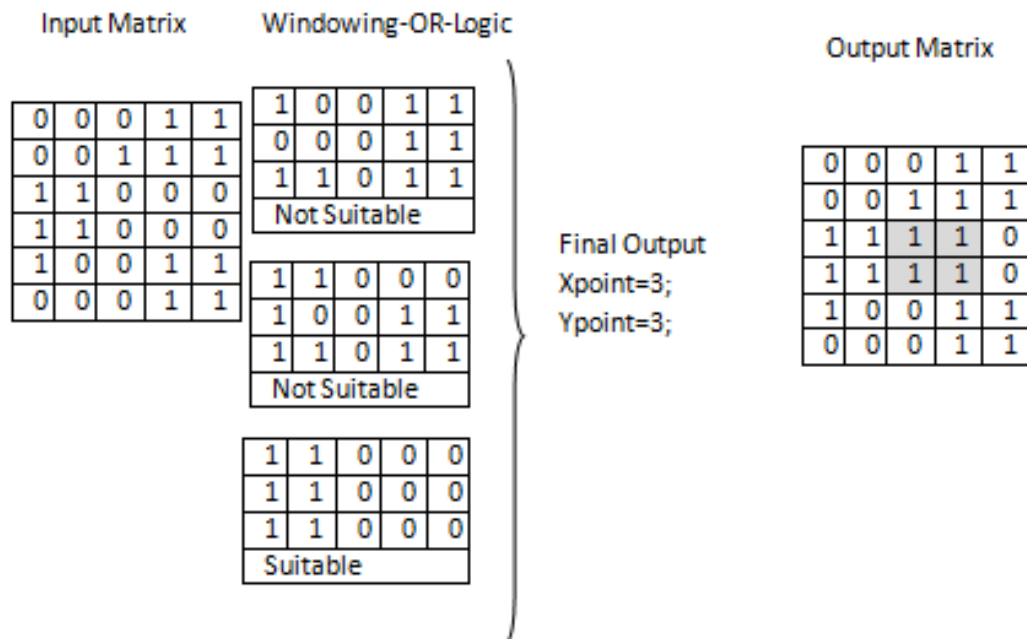 Input Matrix
Windowing-OR-Logic
Output Matrix
0 0 0 1 1
0 0 1 1 1
1 1 0 0 0
1 1 0 0 0
1 0 0 1 1
0 0 0 1 1
1 0 0 1 1
0 0 0 1 1
1 1 0 1 1
Not Suitable
1 1 0 0 0
1 0 0 1 1
1 1 0 1 1
Not Suitable
1 1 0 0 0
1 1 0 0 0
1 1 0 0 0
Suitable
Final Output
Xpoint=3;
Ypoint=3;
0 0 0 1 1
0 0 1 1 1
1 1 1 1 0
1 1 1 1 0
1 0 0 1 1
0 0 0 1 1